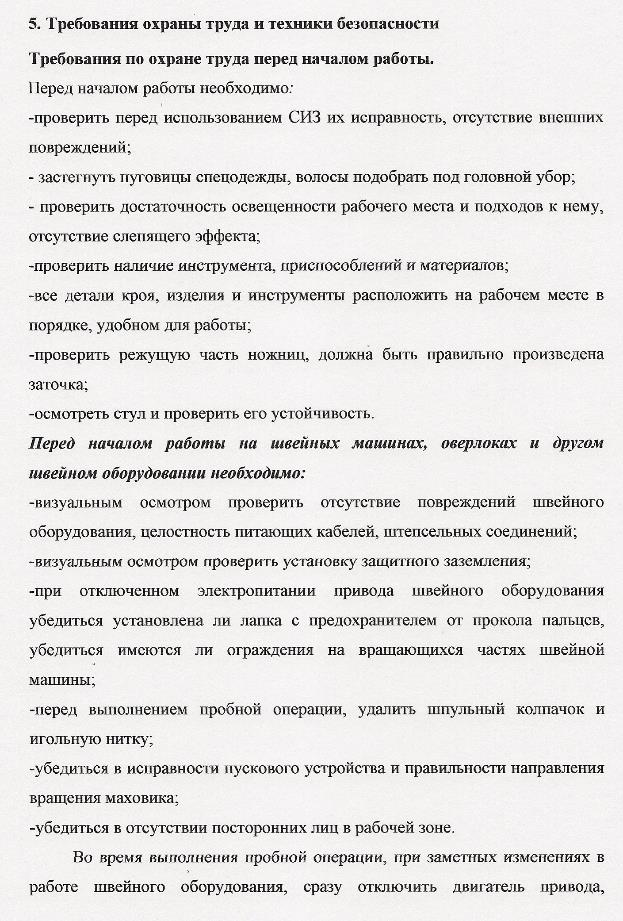 5. Требования охраны труда и техники безопасности
Требования по охране труда перед началом работы.
Перед началом работы необходимо:
-проверить перед использованием СИЗ их исправность, отсутствие внешних
повреждений;
- застегнуть пуговицы спецодежды, волосы подобрать под головной убор;
- проверить достаточность освещенности рабочего места и подходов к нему,
отсутствие слепящего эффекта;
-проверить наличие инструмента, приспособлений и материалов;
-все детали кроя, изделия и инструменты расположить на рабочем месте в
порядке, удобном для работы;
-проверить режущую часть ножниц, должна быть правильно произведена
заточка;
-осмотреть стул и проверить его устойчивость.
Перед началом работы на швейных машинах, оверлоках и другом
швейном оборудовании необходимо:
-визуальным осмотром проверить отсутствие повреждений швейного
оборудования, целостность питающих кабелей, штепсельных соединений;
-визуальным осмотром проверить установку защитного заземления;
-при отключенном электропитании привода швейного оборудования
убедиться установлена ли лапка с предохранителем от прокола пальцев,
убедиться имеются ли ограждения на вращающихся частях швейной
машины;
-перед выполнением пробной операции, удалить шпульный колпачок и
игольную нитку;
-убедиться в исправности пускового устройства и правильности направления
вращения маховика;
-убедиться в отсутствии посторонних лиц в рабочей зоне.
Во время выполнения пробной операции, при заметных изменениях в
работе швейного оборудования, сразу отключить двигатель привода,